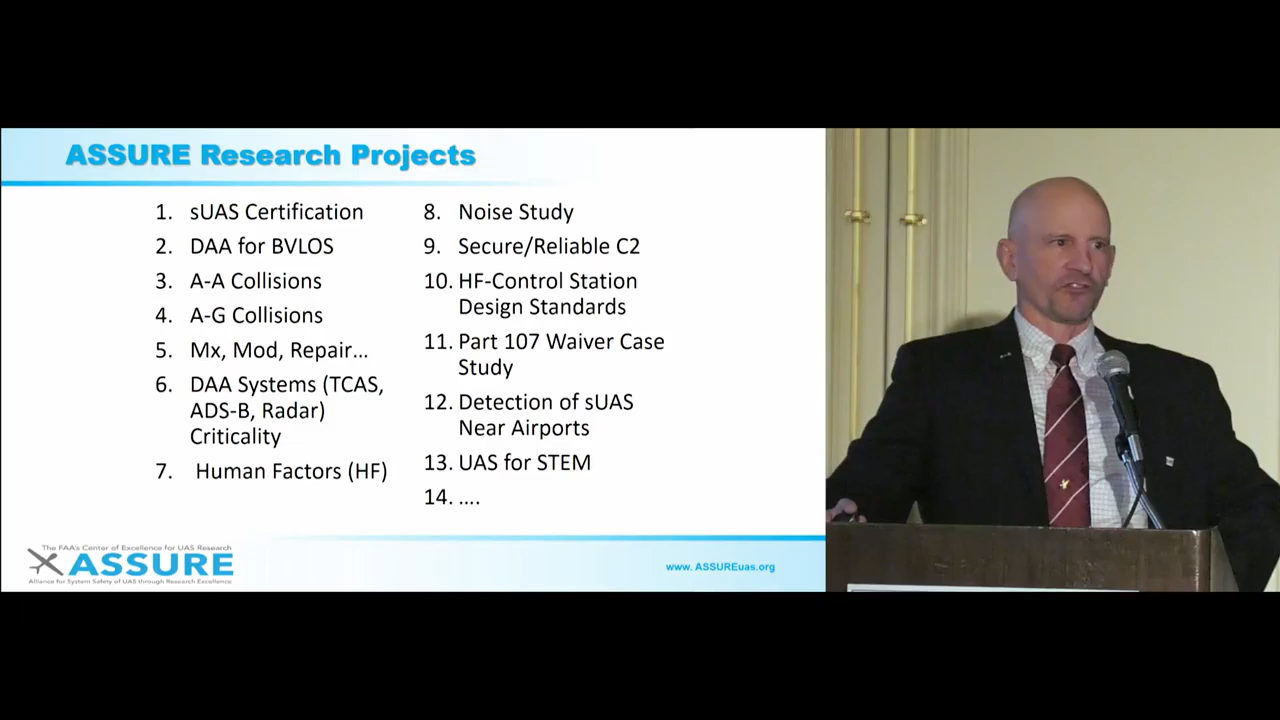 ASSURE Research Projects
1. sUAS Certification
2. DAA for BVLOS
3. A-A Collisions
4. A-G Collisions
5. Mx, Mod, Repair...
6. DAA Systems (TCAS,
ADS-B, Radar)
Criticality
7. Human Factors (HF)
8. Noise Study
9. Secure/Reliable C2
10. HF-Control Station
Design Standards
11. Part 107 Waiver Case
Study
12. Detection of sUAS
Near Airports
13. UAS for STEM
14. ....
The FAA's Center of Excellence for UAS Research
ASSURE
Alliance for System Safety of UAS through Research Excellence
www. ASSUREuas.org